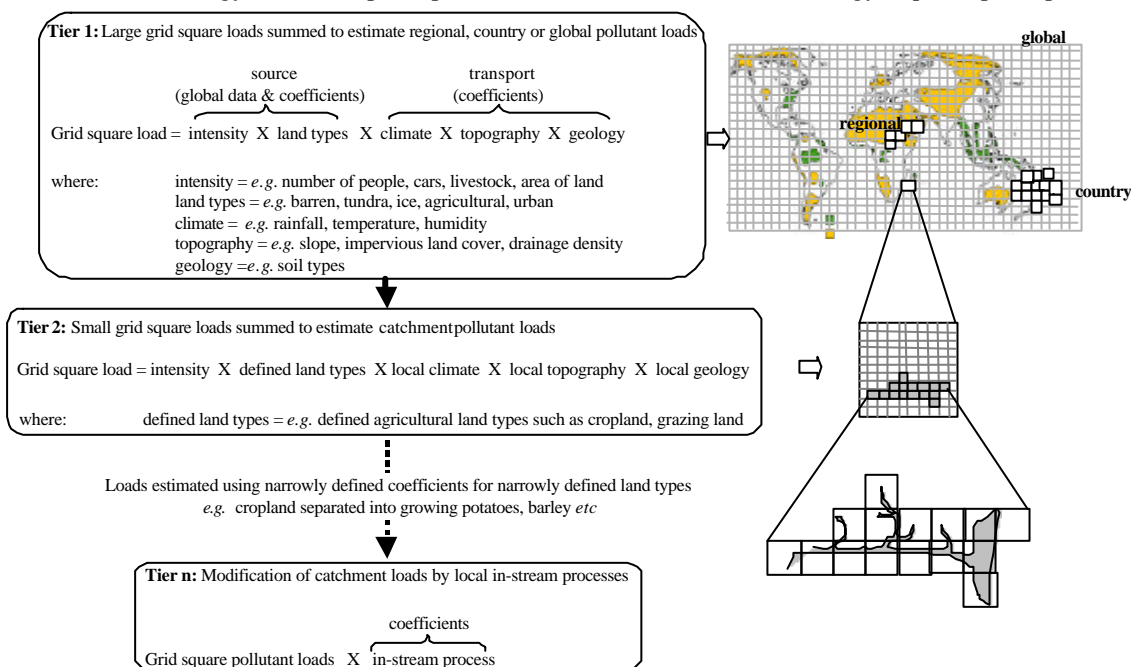 Tier 1: Large grid square loads summed to estimate regional, country or global pollutant loads
source
(global data & coefficients)
transport
(coefficients)
Grid square load = intensity X land types X climate X topography X geology
where:
intensity = e.g. number of people, cars, livestock, area of land
land types = e.g. barren, tundra, ice, agricultural, urban
climate = e.g. rainfall, temperature, humidity
topography = e.g. slope, impervious land cover, drainage density
geology =e.g. soil types
global
regional
country
Tier 2: Small grid square loads summed to estimate catchment pollutant loads
Grid square load = intensity X defined land types X local climate X local topography X local geology
where:
defined land types = e.g. defined agricultural land types such as cropland, grazing land
Loads estimated using narrowly defined coefficients for narrowly defined land types
e.g. cropland separated into growing potatoes, barley etc
Tier n: Modification of catchment loads by local in-stream processes
coefficients
Grid square pollutant loads X in-stream process